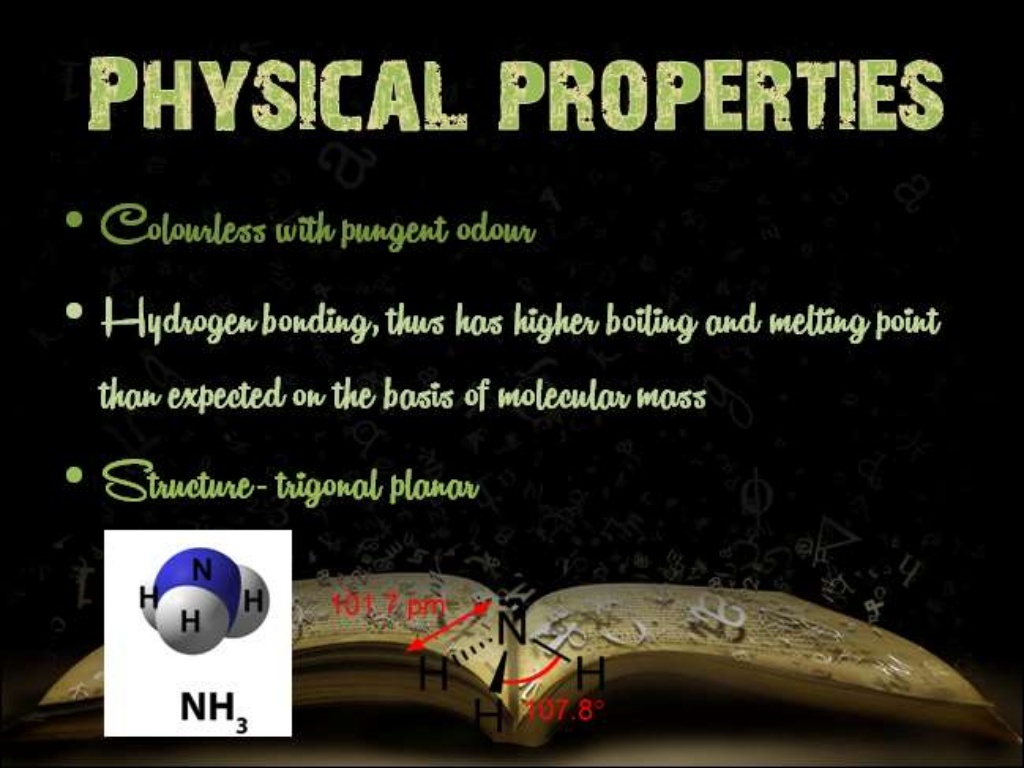 PHYSICAL PROPERTIES
• Colourless with pungent odour
• Hydrogen bonding, thus has higher boiling and melting point
than expected on the basis of molecular mass
• Structure- trigonal planar
N
H
H
H
NH3
101.7 pm
N
H
H
H
107.8°